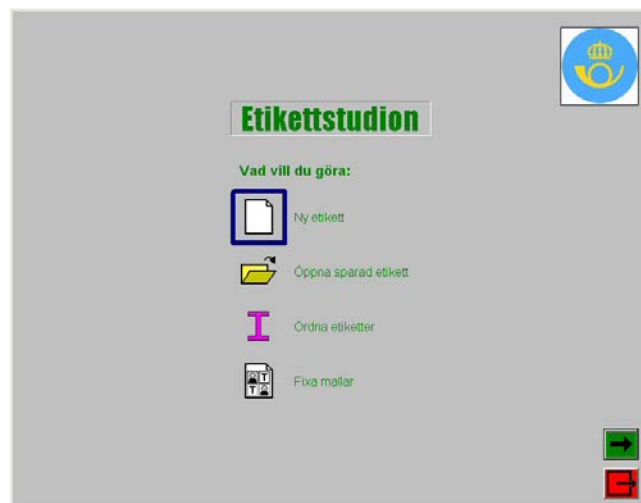 Etikettstudion
Vad vill du göra:
Ny etikett
Öppna sparad etikett
Ordna etiketter
Fixa mallar